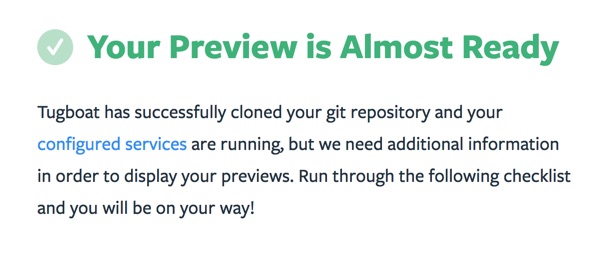 Your Preview is Almost Ready
Tugboat has successfully cloned your git repository and your
configured services are running, but we need additional information
in order to display your previews. Run through the following checklist
and you will be on your way!